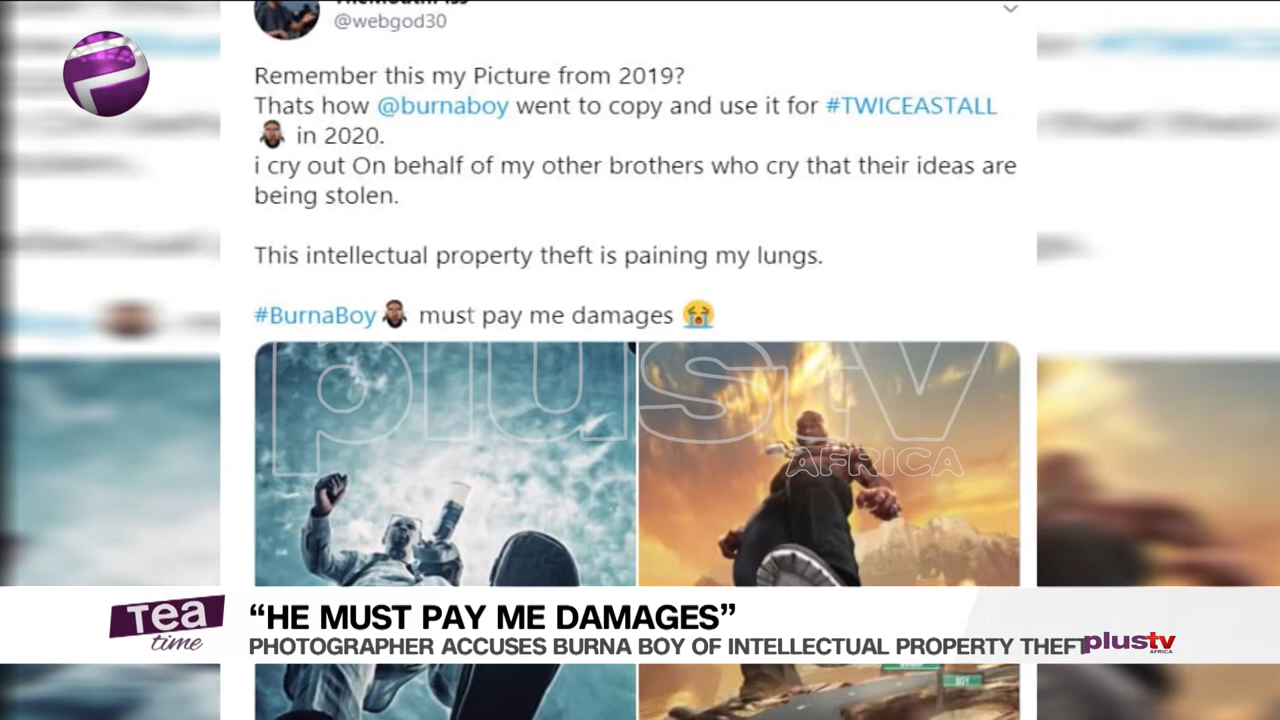 @webgod30
Remember this my Picture from 2019?
Thats how @burnaboy went to copy and use it for #TWICEASTALL
in 2020.
i cry out On behalf of my other brothers who cry that their ideas are
being stolen.
This intellectual property theft is paining my lungs.
#BurnaBoy must pay me damages
plustv
AFRICA
Tea
time
“HE MUST PAY ME DAMAGES”
PHOTOGRAPHER ACCUSES BURNA BOY OF INTELLECTUAL PROPERTY THEFT
plustv
AFRICA
BOY